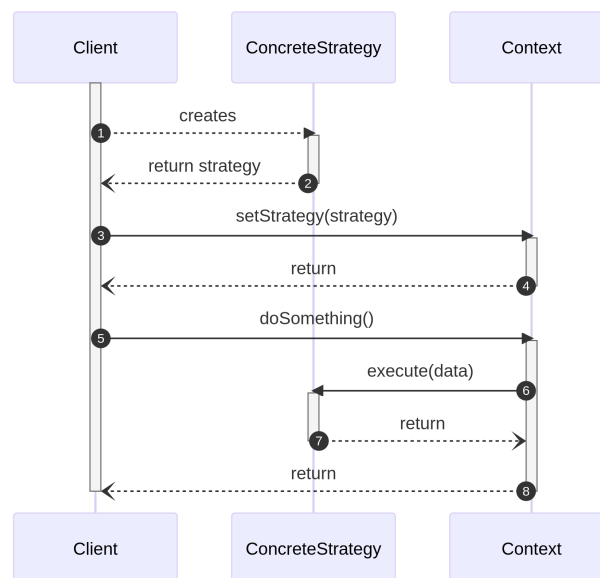 Client
ConcreteStrategy
Context
creates
1
return strategy
2
setStrategy(strategy)
3
return
4
doSomething()
5
execute(data)
6
return
7
return
8
Client
ConcreteStrategy
Context